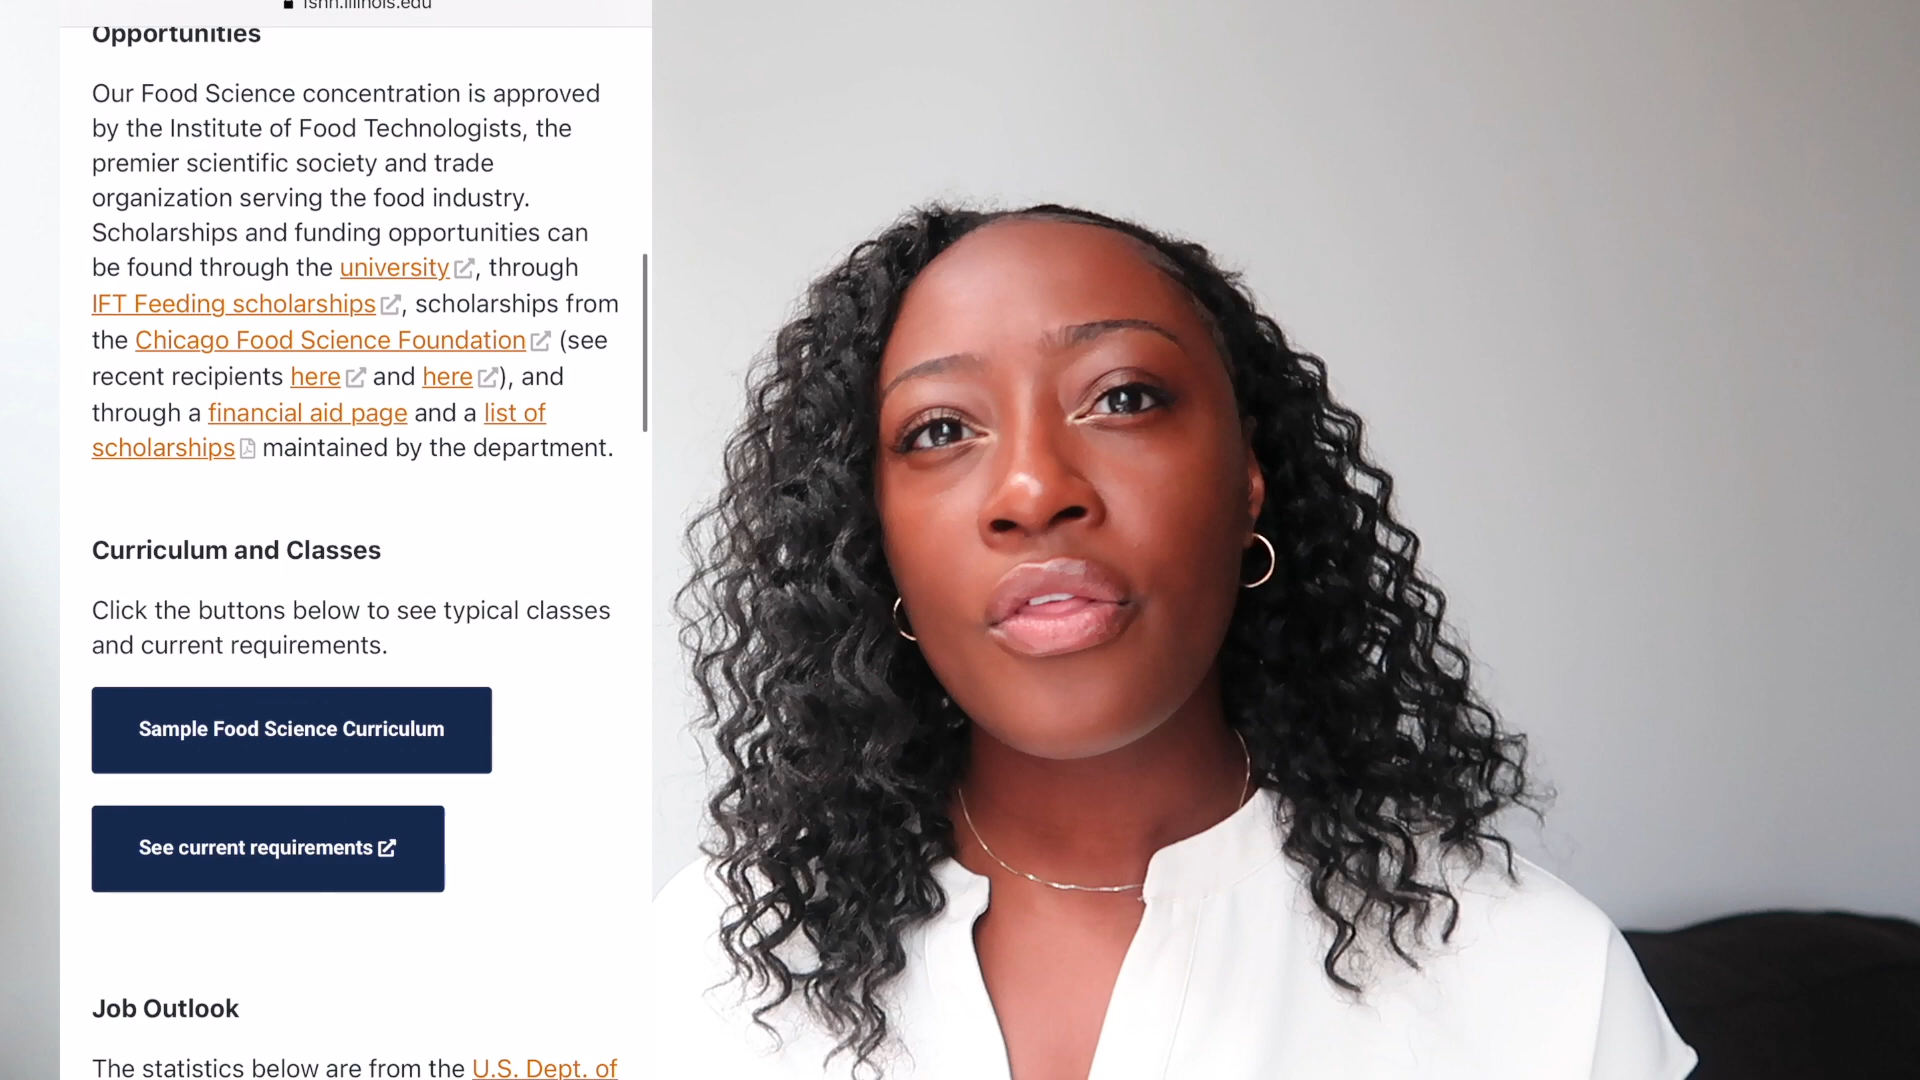 fshn.illinois.edu
Opportunities
Our Food Science concentration is approved
by the Institute of Food Technologists, the
premier scientific society and trade
organization serving the food industry.
Scholarships and funding opportunities can
be found through the university, through
IFT Feeding scholarships, scholarships from
the Chicago Food Science Foundation (see
recent recipients here and here), and
through a financial aid page and a list of
scholarships maintained by the department.
Curriculum and Classes
Click the buttons below to see typical classes
and current requirements.
Sample Food Science Curriculum
See current requirements
Job Outlook
The statistics below are from the U.S. Dept. of